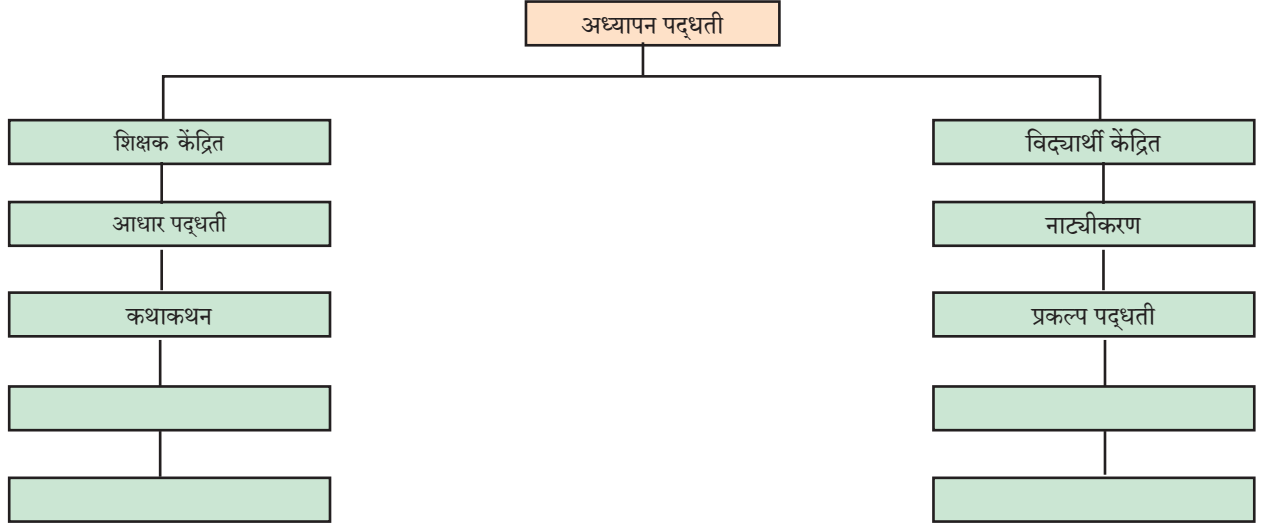 अध्यापन पद्धती
शिक्षक केंद्रित
विद्यार्थी केंद्रित
आधार पद्धती
नाट्यीकरण
कथाकथन
प्रकल्प पद्धती